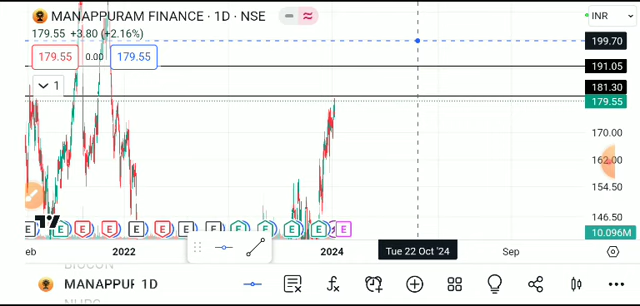 MANAPPURAM FINANCE · 1D · NSE
INR
179.55 +3.80 (+2.16%)
199.70
179.55 0.00 179.55
191.05
1
181.30
179.55
170.00
162.00
154.50
146.50
E E E E E E E E E E E E E
10.096M
eb 2022 2024 Tue 22 Oct '24 Sep
BIOCON
MANAPPUR 1D